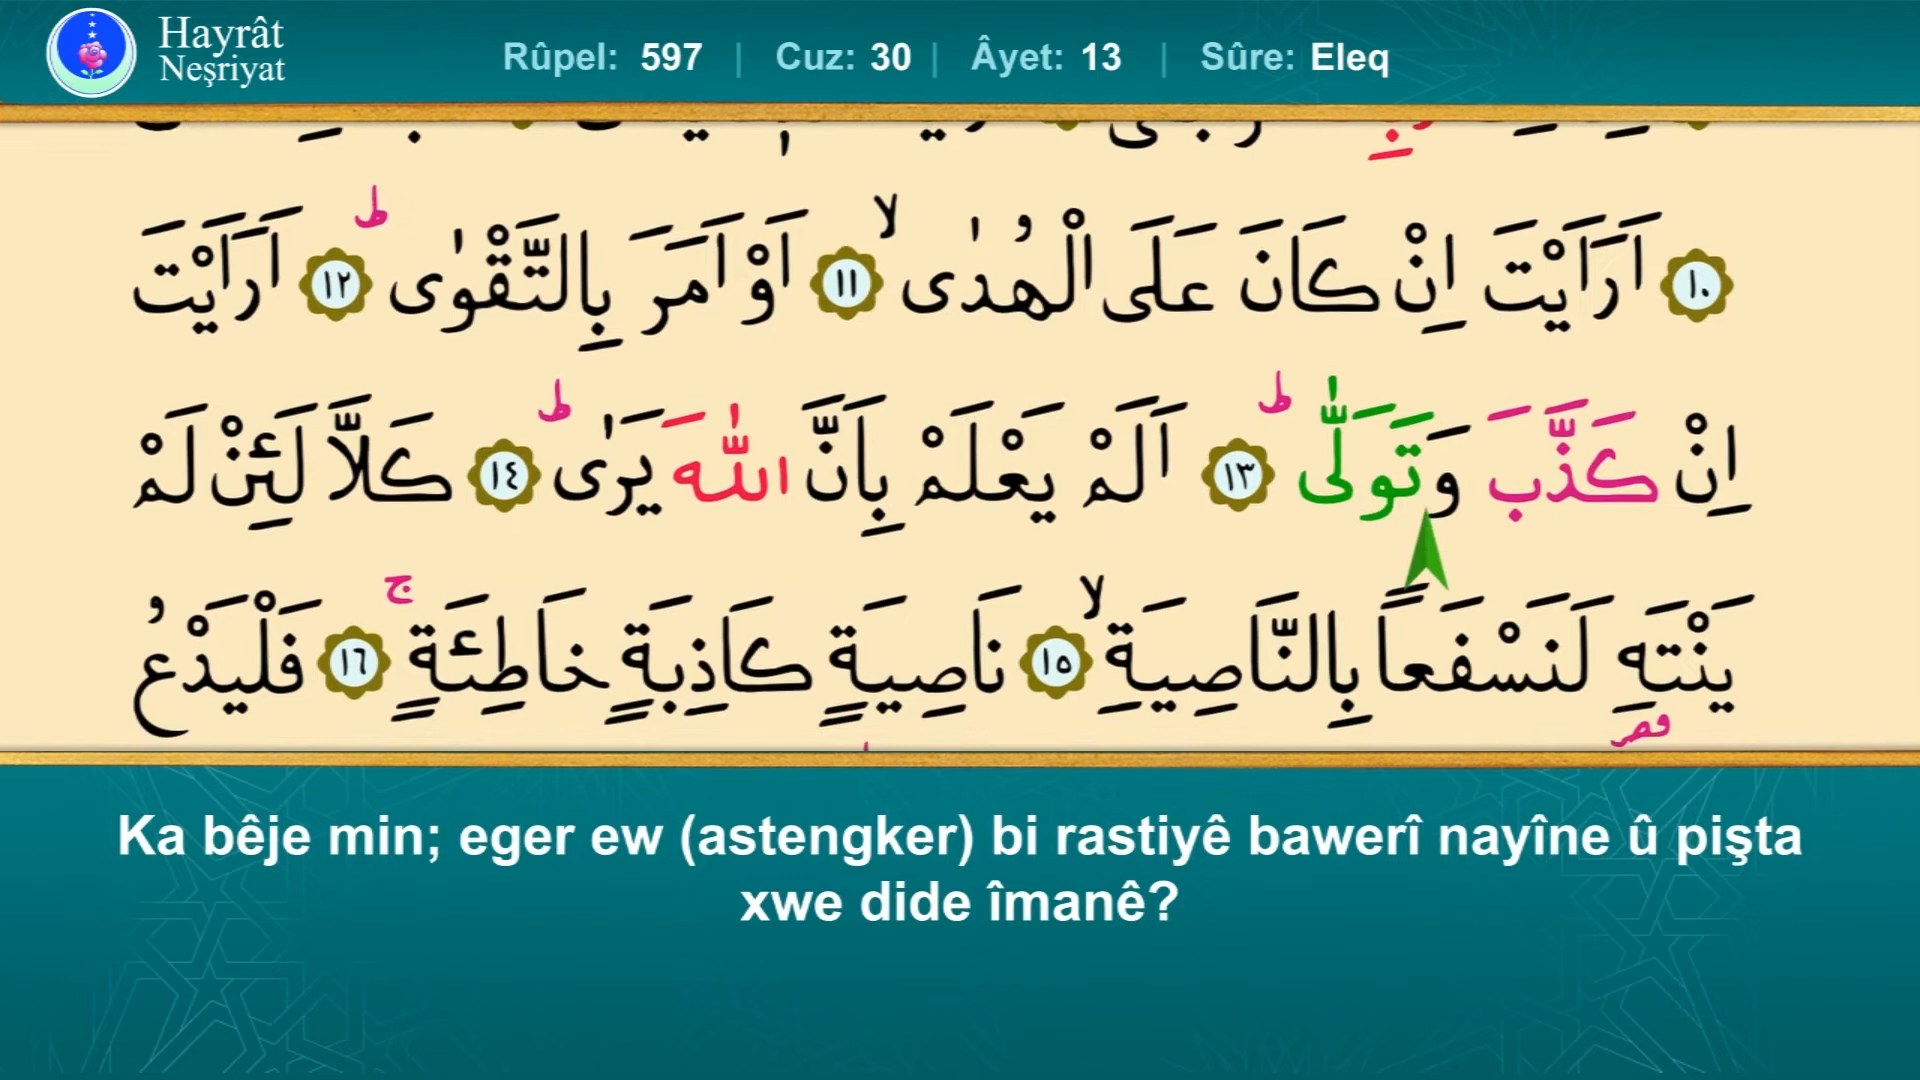 Hayrât
Neşriyat
Rûpel: 597 | Cuz: 30 | Âyet: 13 | Sûre: Eleq
١٠ اَرَاَيْتَ اِنْ كَانَ عَلَى الْهُدٰىۙ ١١ اَوْ اَمَرَ بِالتَّقْوٰىۜ ١٢ اَرَاَيْتَ
اِنْ كَذَّبَ وَتَوَلّٰىۜ ١٣ اَلَمْ يَعْلَمْ بِاَنَّ اللّٰهَ يَرٰىۜ ١٤ كَلَّا لَئِنْ لَمْ
يَنْتَهِ لَنَسْفَعاً بِالنَّاصِيَةِۙ ١٥ نَاصِيَةٍ كَاذِبَةٍ خَاطِئَةٍۚ ١٦ فَلْيَدْعُ
Ka bêje min; eger ew (astengker) bi rastiyê bawerî nayîne û pişta
xwe dide îmanê?